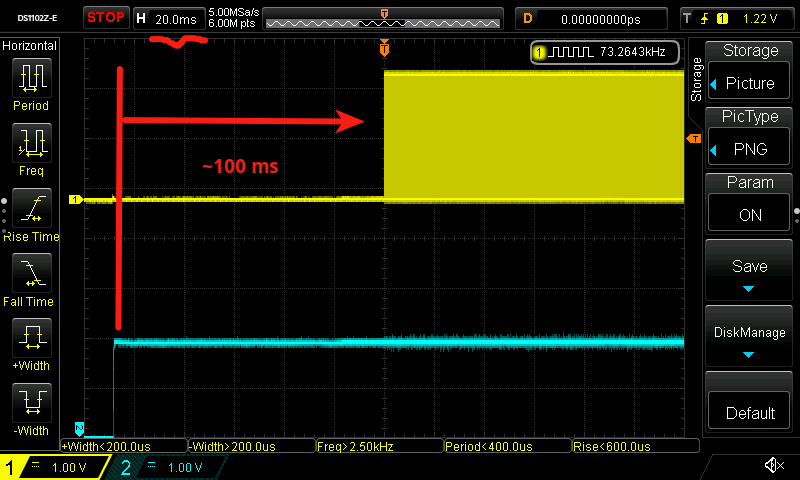 DS1102Z-E
STOP
H 20.0ms
5.00MSa/s
6.00M pts
T
D 0.00000000ps
T 1 1.22 V
Horizontal
Period
Freq
Rise Time
Fall Time
+Width
-Width
T
1 73.2643kHz
~100 ms
1
T
2
+Width<200.0us -Width>200.0us Freq>2.50kHz Period<400.0us Rise<600.0us
1 1.00 V
2 1.00 V
Storage
Storage
Picture
PicType
PNG
Param
ON
Save
DiskManage
Default